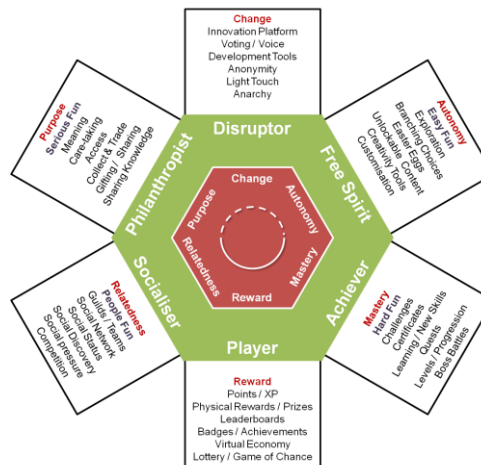 Change
Innovation Platform
Voting / Voice
Development Tools
Anonymity
Light Touch
Anarchy
Autonomy
Easy Fun
Exploration
Branching Choices
Easter Eggs
Unlockable Content
Creativity Tools
Customisation
Mastery
Hard Fun
Challenges
Certificates
Learning / New Skills
Quests
Levels / Progression
Boss Battles
Reward
Points / XP
Physical Rewards / Prizes
Leaderboards
Badges / Achievements
Virtual Economy
Lottery / Game of Chance
Relatedness
People Fun
Guilds / Teams
Social Network
Social Status
Social Discovery
Social pressure
Competition
Purpose
Serious Fun
Meaning
Care-taking
Access
Collect & Trade
Gifting / Sharing
Sharing Knowledge
Disruptor
Free Spirit
Achiever
Player
Socialiser
Philanthropist
Change
Autonomy
Mastery
Reward
Relatedness
Purpose